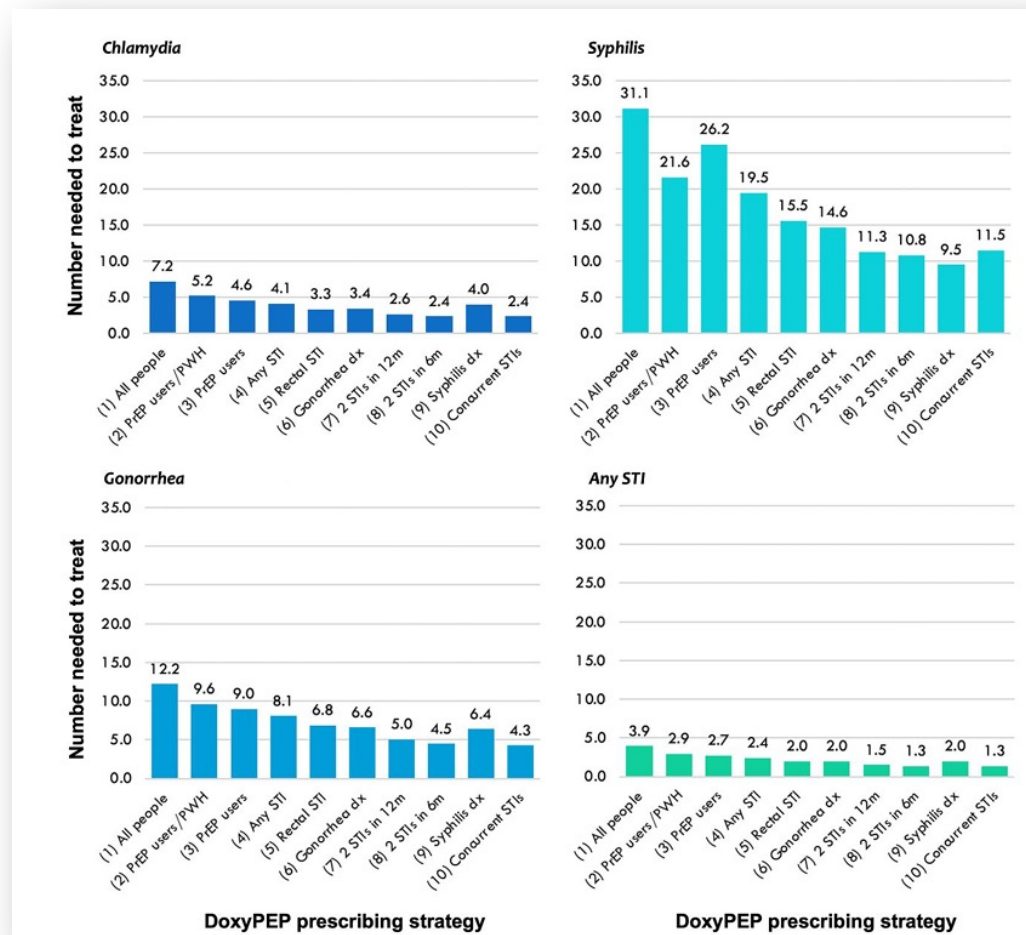 Chlamydia
Number needed to treat
35.0
30.0
25.0
20.0
15.0
10.0
5.0
0.0
7.2
5.2
4.6
4.1
3.3
3.4
2.6
2.4
4.0
2.4
(1) All people
(2) PrEP users/PWH
(3) PrEP users
(4) Any STI
(5) Rectal STI
(6) Gonorrhea dx
(7) 2 STIs in 12m
(8) 2 STIs in 6m
(9) Syphilis dx
(10) Concurrent STIs
Syphilis
35.0
30.0
25.0
20.0
15.0
10.0
5.0
0.0
31.1
21.6
26.2
19.5
15.5
14.6
11.3
10.8
9.5
11.5
(1) All people
(2) PrEP users/PWH
(3) PrEP users
(4) Any STI
(5) Rectal STI
(6) Gonorrhea dx
(7) 2 STIs in 12m
(8) 2 STIs in 6m
(9) Syphilis dx
(10) Concurrent STIs
Gonorrhea
Number needed to treat
35.0
30.0
25.0
20.0
15.0
10.0
5.0
0.0
12.2
9.6
9.0
8.1
6.8
6.6
5.0
4.5
6.4
4.3
(1) All people
(2) PrEP users/PWH
(3) PrEP users
(4) Any STI
(5) Rectal STI
(6) Gonorrhea dx
(7) 2 STIs in 12m
(8) 2 STIs in 6m
(9) Syphilis dx
(10) Concurrent STIs
DoxyPEP prescribing strategy
Any STI
35.0
30.0
25.0
20.0
15.0
10.0
5.0
0.0
3.9
2.9
2.7
2.4
2.0
2.0
1.5
1.3
2.0
1.3
(1) All people
(2) PrEP users/PWH
(3) PrEP users
(4) Any STI
(5) Rectal STI
(6) Gonorrhea dx
(7) 2 STIs in 12m
(8) 2 STIs in 6m
(9) Syphilis dx
(10) Concurrent STIs
DoxyPEP prescribing strategy